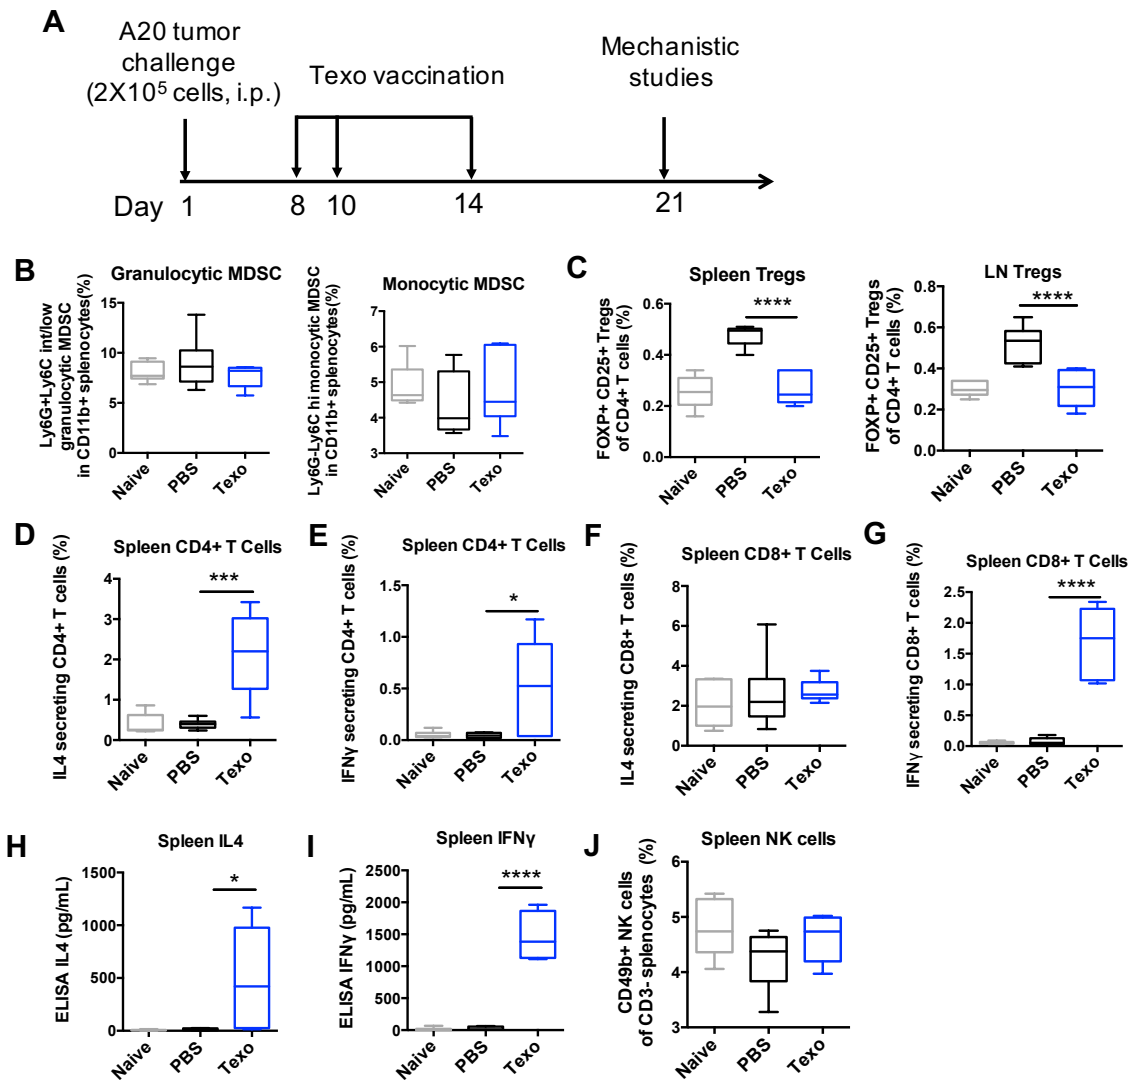 A
A20 tumor
challenge
(2X10⁵ cells, i.p.)
Texo vaccination
Mechanistic
studies
Day 1 8 10 14 21
B
Granulocytic MDSC
Ly6G+Ly6C int/low
granulocytic MDSC
in CD11b+ splenocytes(%)
15
10
5
0
Naive PBS Texo
Monocytic MDSC
Ly6G-Ly6C hi monocytic MDSC
in CD11b+ splenocytes(%)
7
6
5
4
3
Naive PBS Texo
C
Spleen Tregs
FOXP+ CD25+ Tregs
of CD4+ T cells (%)
0.6
0.4
0.2
0.0
****
Naive PBS Texo
LN Tregs
FOXP+ CD25+ Tregs
of CD4+ T cells (%)
0.8
0.6
0.4
0.2
0.0
****
Naive PBS Texo
D
Spleen CD4+ T Cells
IL4 secreting CD4+ T cells (%)
4
3
2
1
0
***
Naive PBS Texo
E
Spleen CD4+ T Cells
IFNγ secreting CD4+ T cells (%)
1.5
1.0
0.5
0.0
*
Naive PBS Texo
F
Spleen CD8+ T Cells
IL4 secreting CD8+ T cells (%)
8
6
4
2
0
Naive PBS Texo
G
Spleen CD8+ T Cells
IFNγ secreting CD8+ T cells (%)
2.5
2.0
1.5
1.0
0.5
0.0
****
Naive PBS Texo
H
Spleen IL4
ELISA IL4 (pg/mL)
1500
1000
500
0
*
Naive PBS Texo
I
Spleen IFNγ
ELISA IFNγ (pg/mL)
2500
2000
1500
1000
500
0
****
Naive PBS Texo
J
Spleen NK cells
CD49b+ NK cells
of CD3- splenocytes (%)
6
5
4
3
Naive PBS Texo